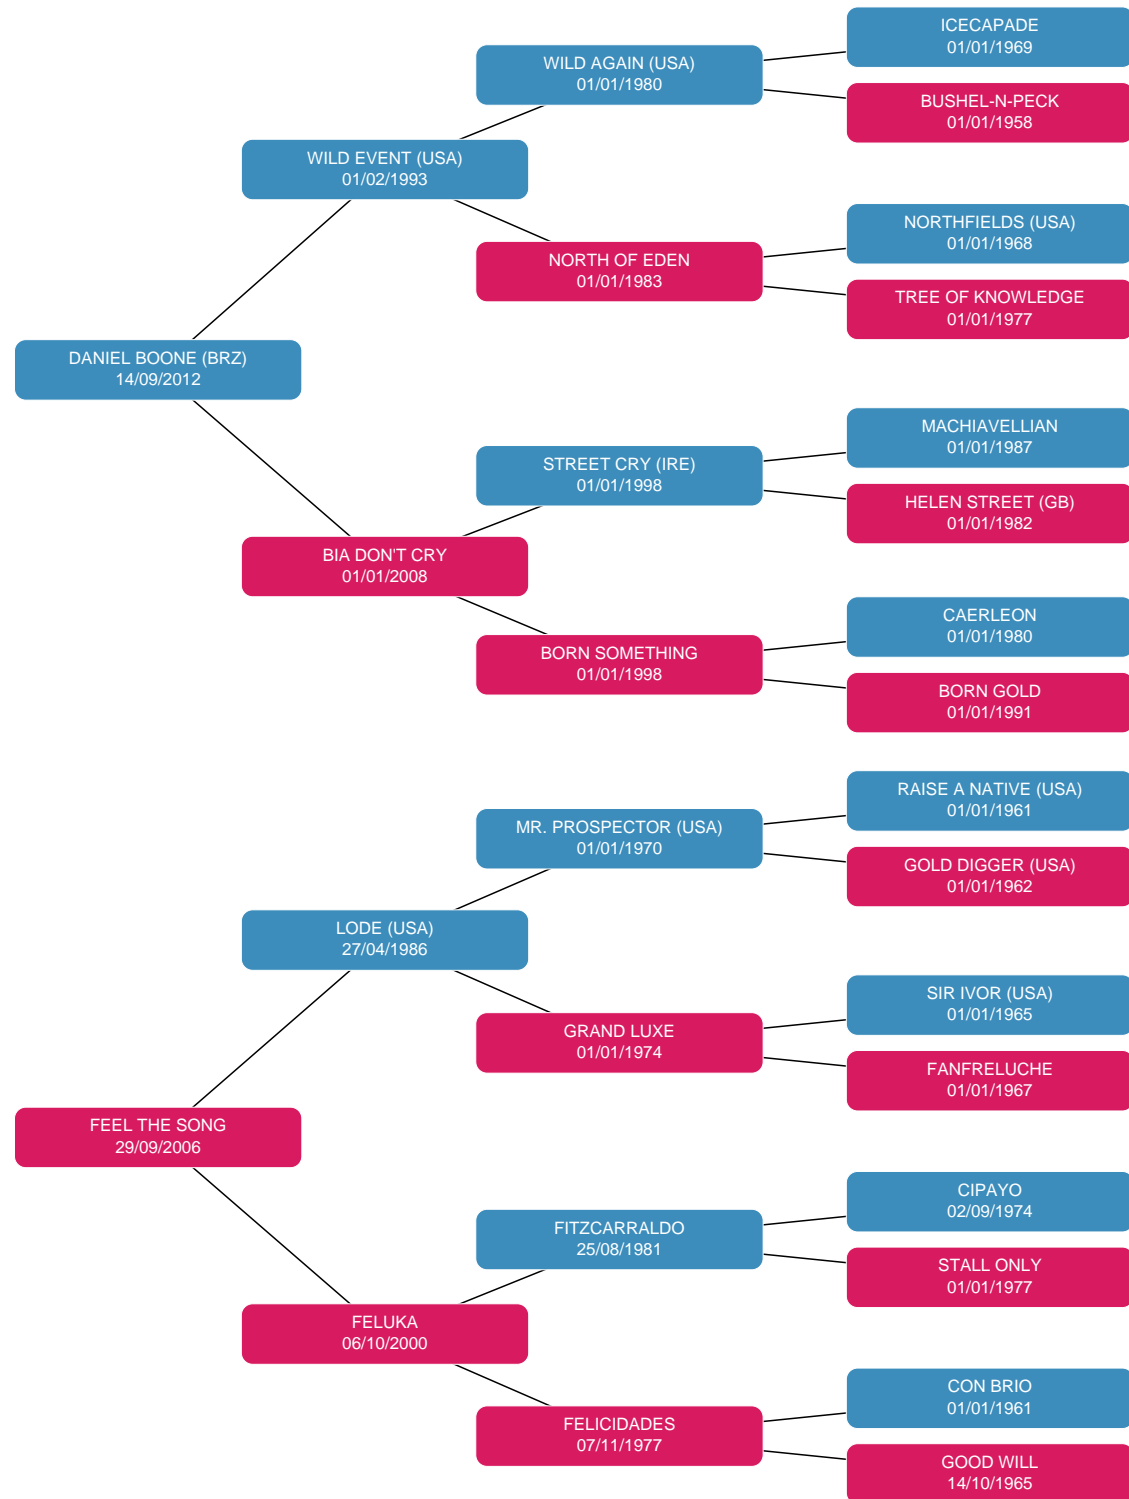 ICECAPADE
01/01/1969
WILD AGAIN (USA)
01/01/1980
BUSHEL-N-PECK
01/01/1958
WILD EVENT (USA)
01/02/1993
NORTHFIELDS (USA)
01/01/1968
NORTH OF EDEN
01/01/1983
TREE OF KNOWLEDGE
01/01/1977
DANIEL BOONE (BRZ)
14/09/2012
MACHIAVELLIAN
01/01/1987
STREET CRY (IRE)
01/01/1998
HELEN STREET (GB)
01/01/1982
BIA DON'T CRY
01/01/2008
CAERLEON
01/01/1980
BORN SOMETHING
01/01/1998
BORN GOLD
01/01/1991
RAISE A NATIVE (USA)
01/01/1961
MR. PROSPECTOR (USA)
01/01/1970
GOLD DIGGER (USA)
01/01/1962
LODE (USA)
27/04/1986
SIR IVOR (USA)
01/01/1965
GRAND LUXE
01/01/1974
FANFRELUCHE
01/01/1967
FEEL THE SONG
29/09/2006
CIPAYO
02/09/1974
FITZCARRALDO
25/08/1981
STALL ONLY
01/01/1977
FELUKA
06/10/2000
CON BRIO
01/01/1961
FELICIDADES
07/11/1977
GOOD WILL
14/10/1965